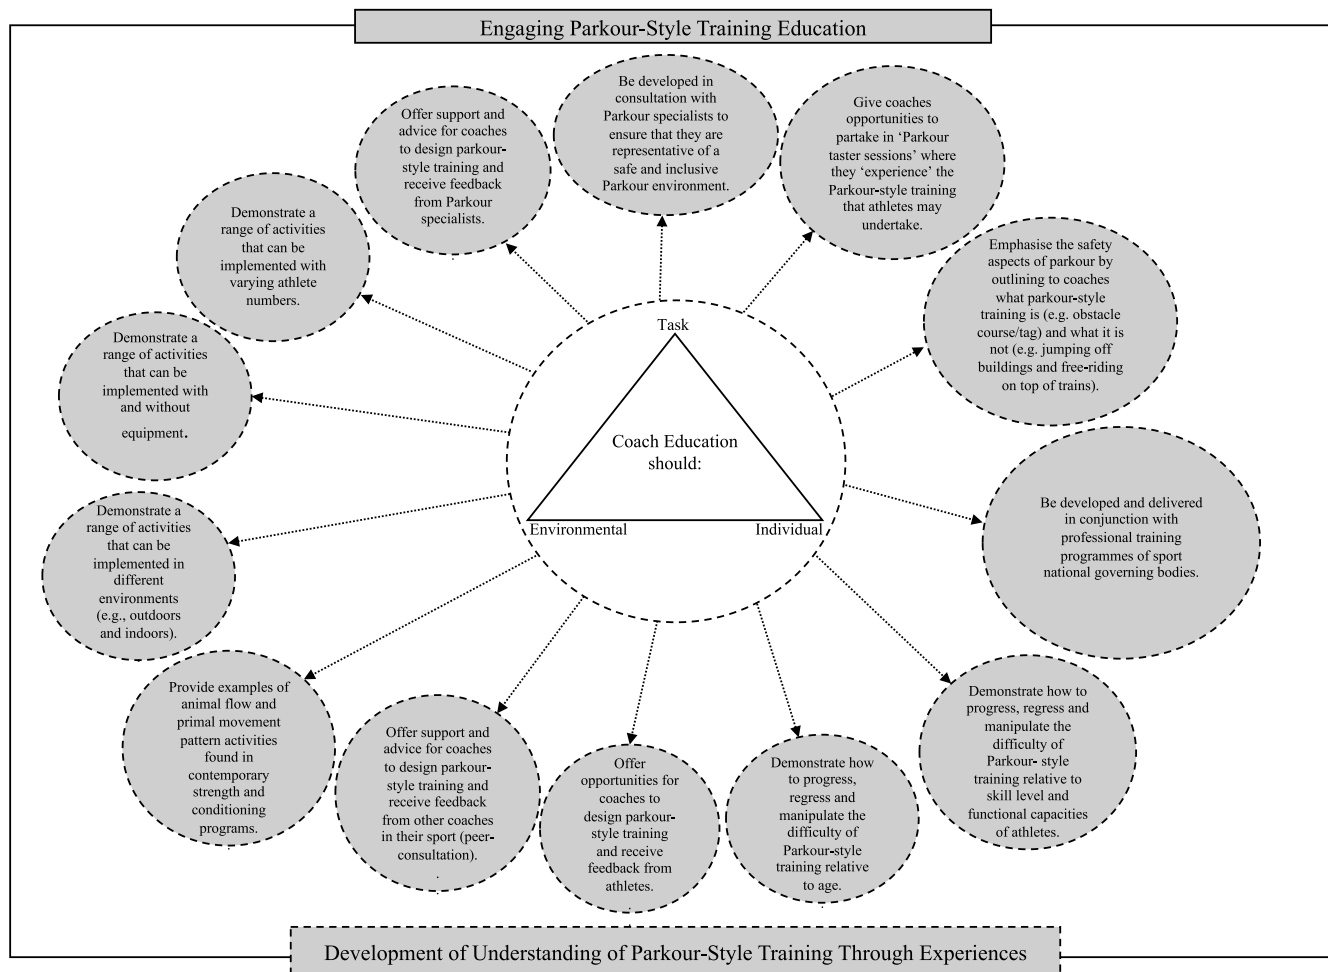 Engaging Parkour-Style Training Education
Be developed in
consultation with
Parkour specialists to
ensure that they are
representative of a
safe and inclusive
Parkour environment.
Give coaches
opportunities to
partake in ‘Parkour
taster sessions’ where
they ‘experience’ the
Parkour-style training
that athletes may
undertake.
Emphasise the safety
aspects of parkour by
outlining to coaches
what parkour-style
training is (e.g. obstacle
course/tag) and what it is
not (e.g. jumping off
buildings and free-riding
on top of trains).
Be developed and delivered
in conjunction with
professional training
programmes of sport
national governing bodies.
Demonstrate how to
progress, regress and
manipulate the
difficulty of
Parkour- style
training relative to
skill level and
functional capacities
of athletes.
Demonstrate how
to progress,
regress and
manipulate the
difficulty of
Parkour-style
training relative
to age.
Offer
opportunities for
coaches to
design parkour-
style training
and receive
feedback from
athletes.
Offer support and
advice for coaches
to design parkour-
style training and
receive feedback
from other coaches
in their sport (peer-
consultation).
Provide examples of
animal flow and
primal movement
pattern activities
found in
contemporary
strength and
conditioning
programs.
Demonstrate a
range of activities
that can be
implemented in
different
environments
(e.g., outdoors
and indoors).
Demonstrate a
range of activities
that can be
implemented with
and without
equipment.
Demonstrate a
range of activities
that can be
implemented with
varying athlete
numbers.
Offer support and
advice for coaches
to design parkour-
style training and
receive feedback
from Parkour
specialists.
Task
Coach Education
should:
Environmental
Individual
Development of Understanding of Parkour-Style Training Through Experiences